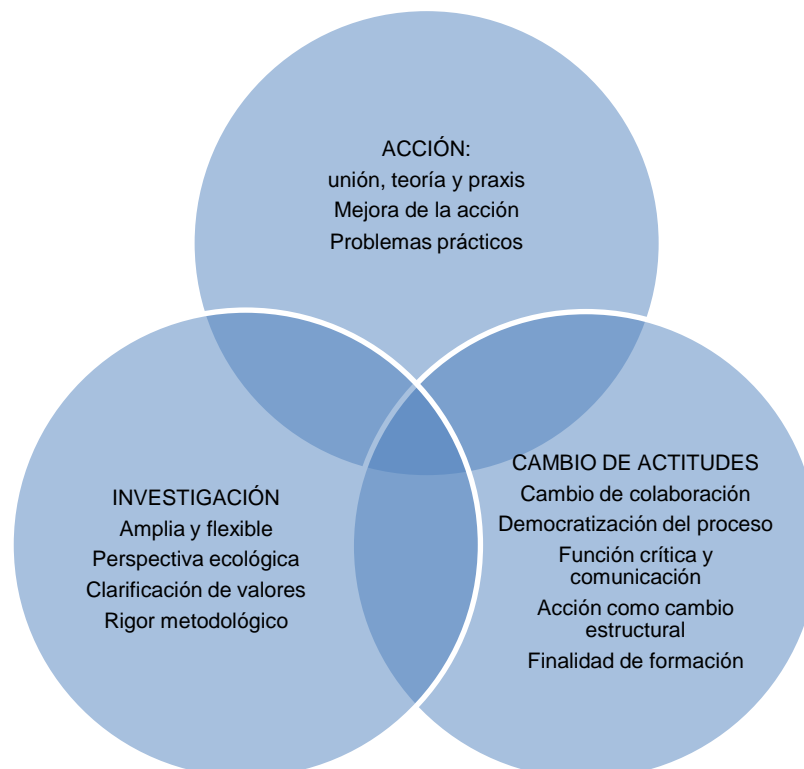 ACCIÓN:
unión, teoría y praxis
Mejora de la acción
Problemas prácticos
INVESTIGACIÓN
Amplia y flexible
Perspectiva ecológica
Clarificación de valores
Rigor metodológico
CAMBIO DE ACTITUDES
Cambio de colaboración
Democratización del proceso
Función crítica y
comunicación
Acción como cambio
estructural
Finalidad de formación